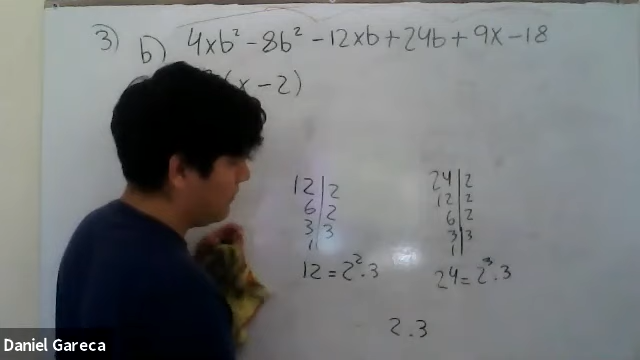 3) b) 4xb² - 8b² - 12xb + 24b + 9x - 18
(x - 2)
12 | 2
6 | 2
3 | 3
1
12 = 2² . 3
24 | 2
12 | 2
6 | 2
3 | 3
1
24 = 2³ . 3
2 . 3
Daniel Gareca